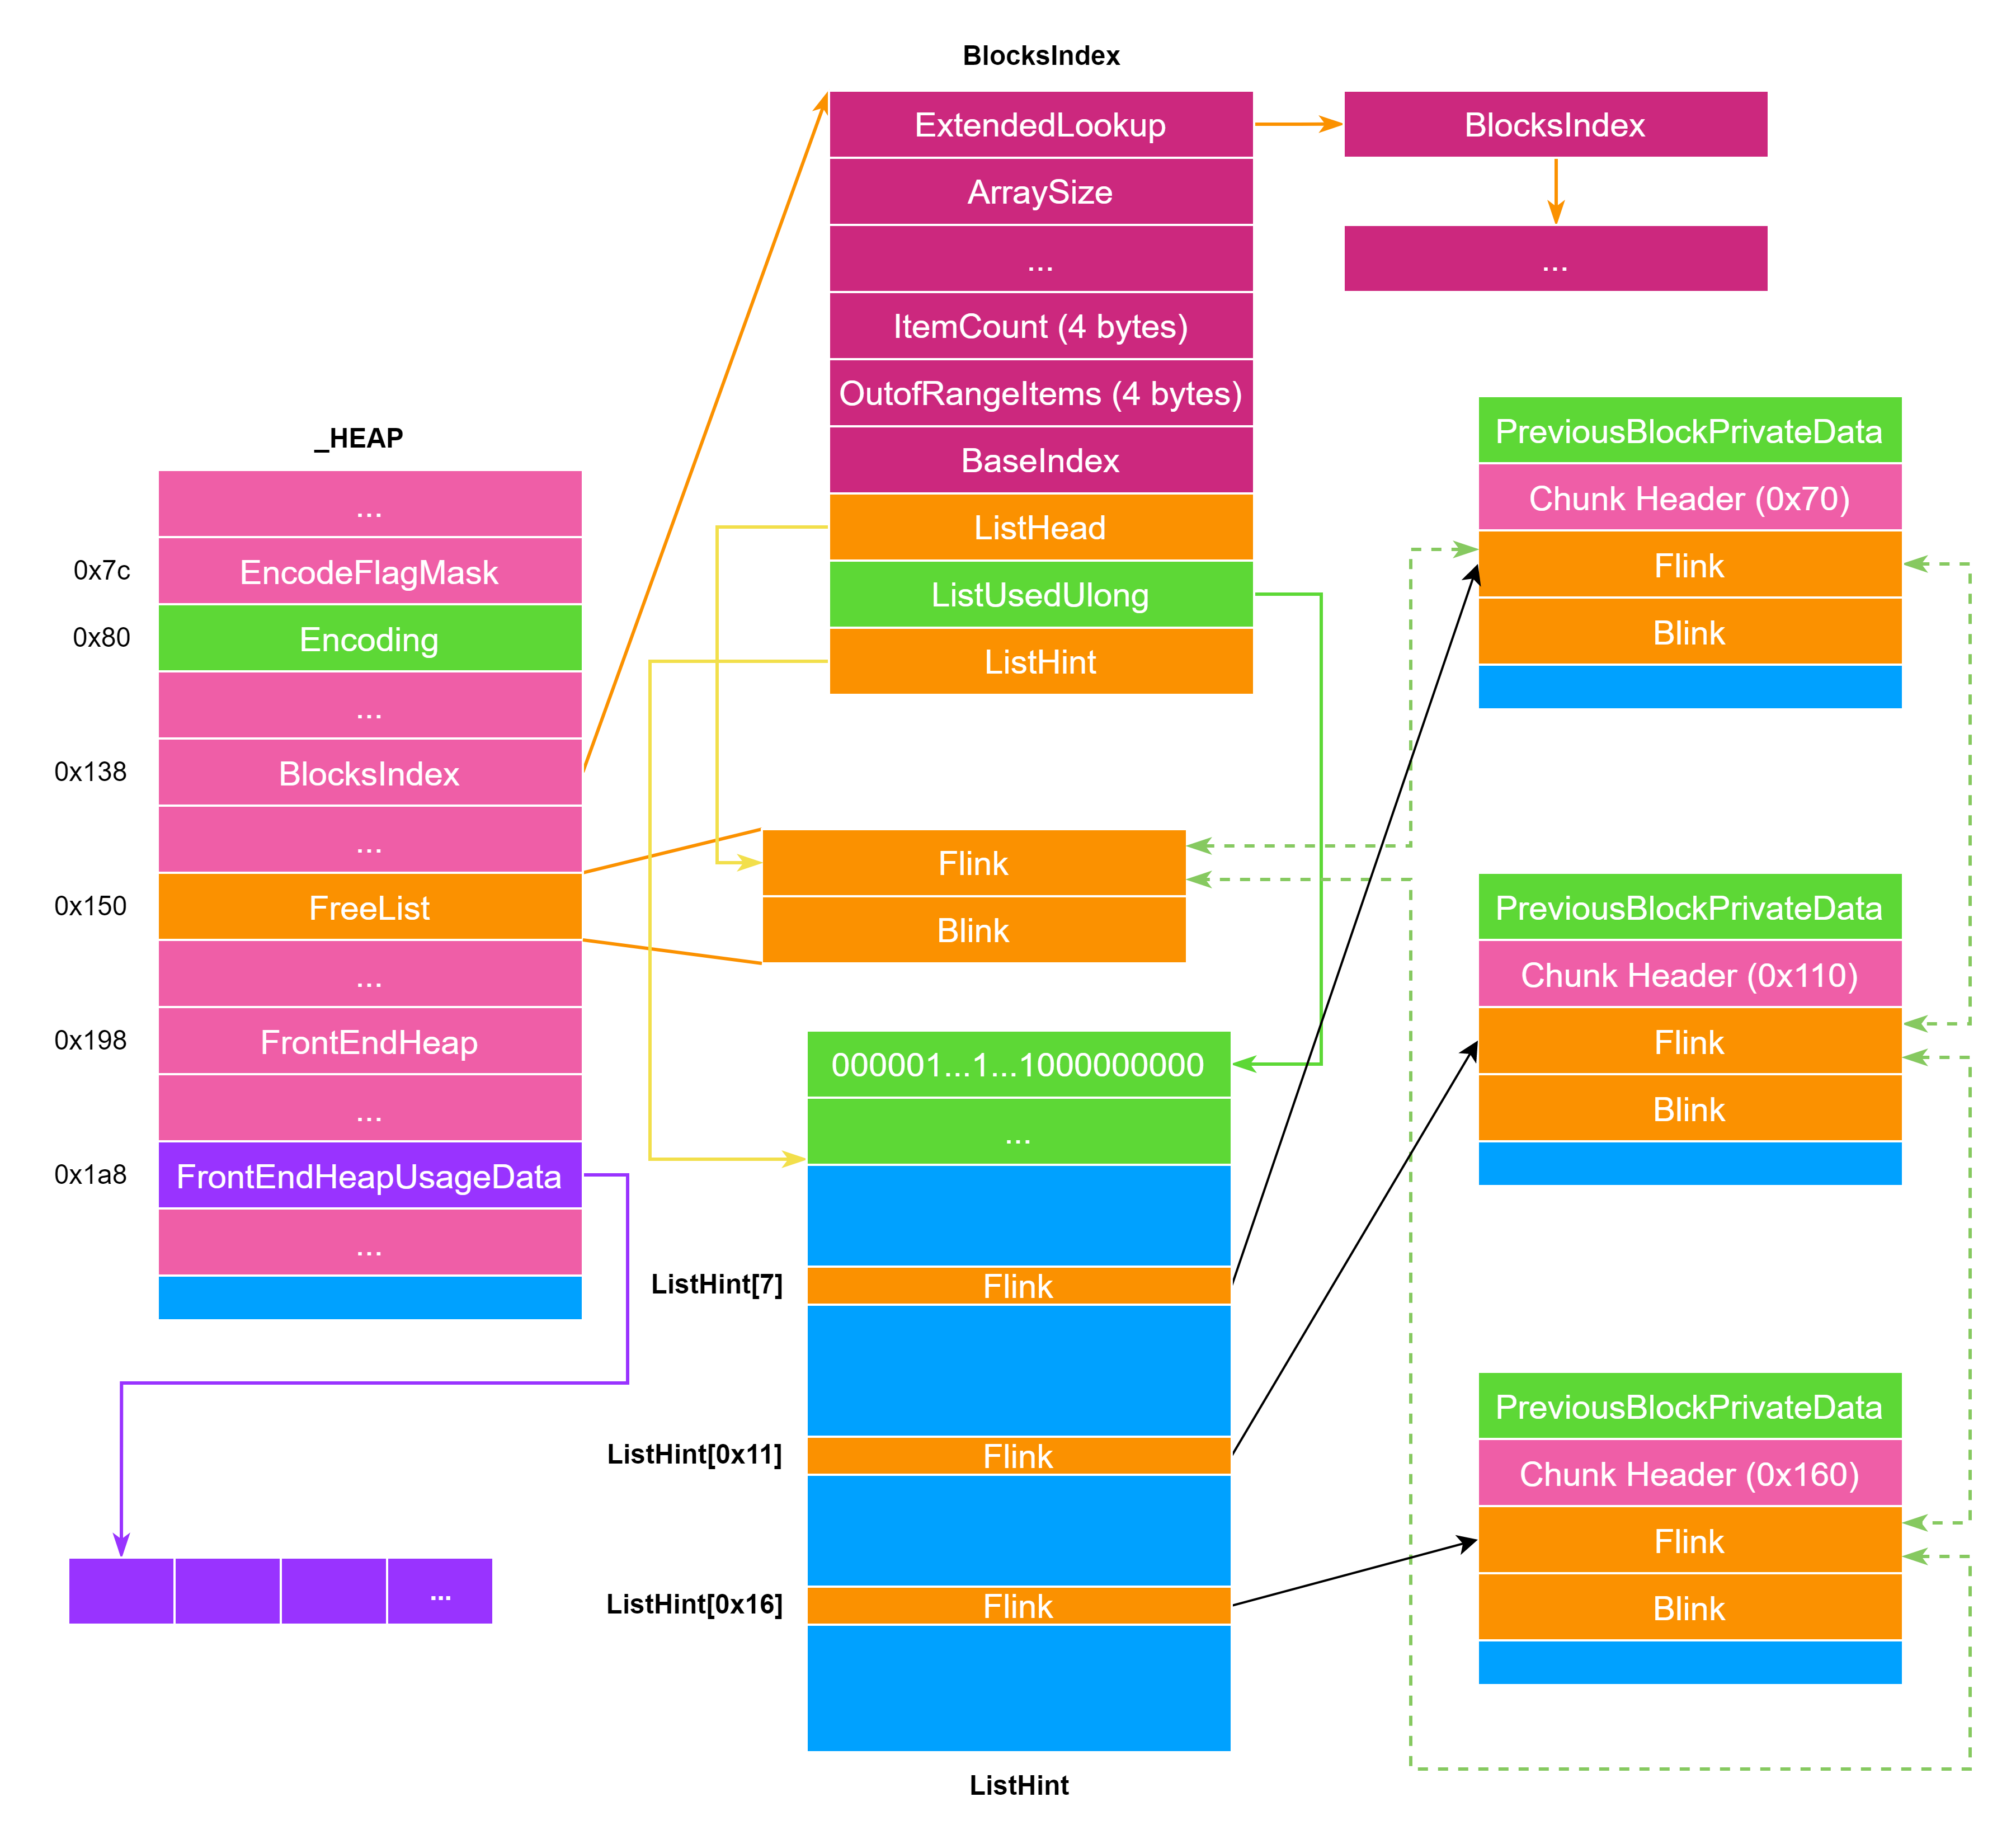 BlocksIndex
ExtendedLookup
ArraySize
...
ItemCount (4 bytes)
OutofRangeItems (4 bytes)
BaseIndex
ListHead
ListUsedUlong
ListHint
BlocksIndex
...
_HEAP
...
0x7c
EncodeFlagMask
0x80
Encoding
...
0x138
BlocksIndex
...
0x150
FreeList
...
0x198
FrontEndHeap
...
0x1a8
FrontEndHeapUsageData
...
...
Flink
Blink
000001...1...1000000000
...
ListHint[7]
Flink
ListHint[0x11]
Flink
ListHint[0x16]
Flink
ListHint
PreviousBlockPrivateData
Chunk Header (0x70)
Flink
Blink
PreviousBlockPrivateData
Chunk Header (0x110)
Flink
Blink
PreviousBlockPrivateData
Chunk Header (0x160)
Flink
Blink